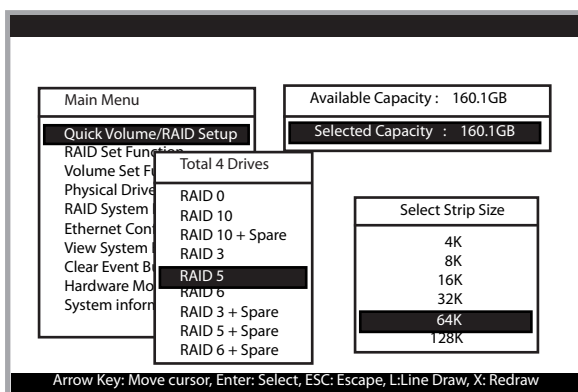 Main Menu
Quick Volume/RAID Setup
RAID Set Function
Volume Set F
Physical Drive
RAID System
Ethernet Con
View System
Clear Event B
Hardware Mo
System inform
Total 4 Drives
RAID 0
RAID 10
RAID 10 + Spare
RAID 3
RAID 5
RAID 6
RAID 3 + Spare
RAID 5 + Spare
RAID 6 + Spare
Available Capacity : 160.1GB
Selected Capacity : 160.1GB
Select Strip Size
4K
8K
16K
32K
64K
128K
Arrow Key: Move cursor, Enter: Select, ESC: Escape, L:Line Draw, X: Redraw